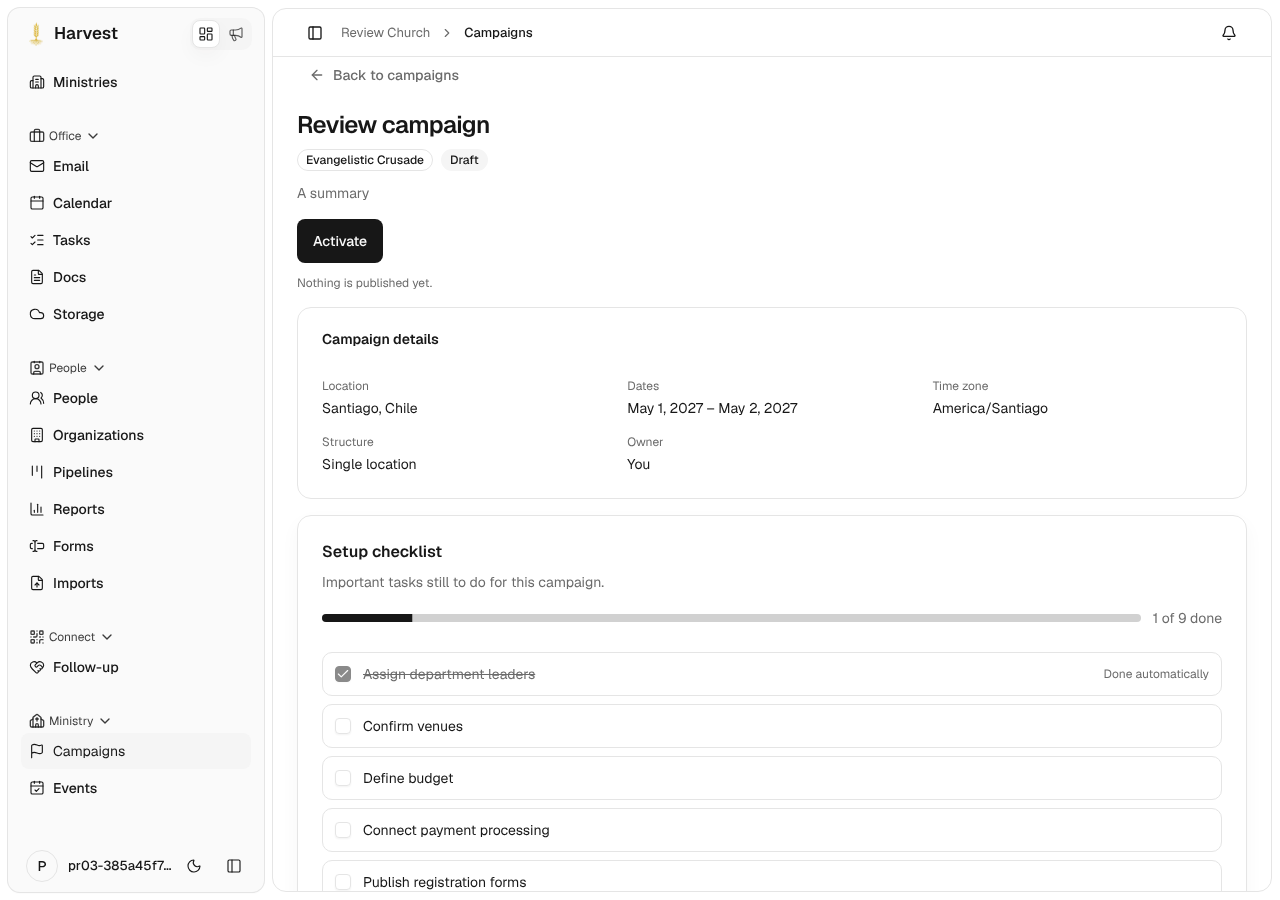 Harvest
Ministries
Office
Email
Calendar
Tasks
Docs
Storage
People
People
Organizations
Pipelines
Reports
Forms
Imports
Connect
Follow-up
Ministry
Campaigns
Events
P
pr03-385a45f7...
Review Church > Campaigns
Back to campaigns
Review campaign
Evangelistic Crusade Draft
A summary
Activate
Nothing is published yet.
Campaign details
Location Dates Time zone
Santiago, Chile May 1, 2027 – May 2, 2027 America/Santiago
Structure Owner
Single location You
Setup checklist
Important tasks still to do for this campaign.
1 of 9 done
Assign department leaders Done automatically
Confirm venues
Define budget
Connect payment processing
Publish registration forms